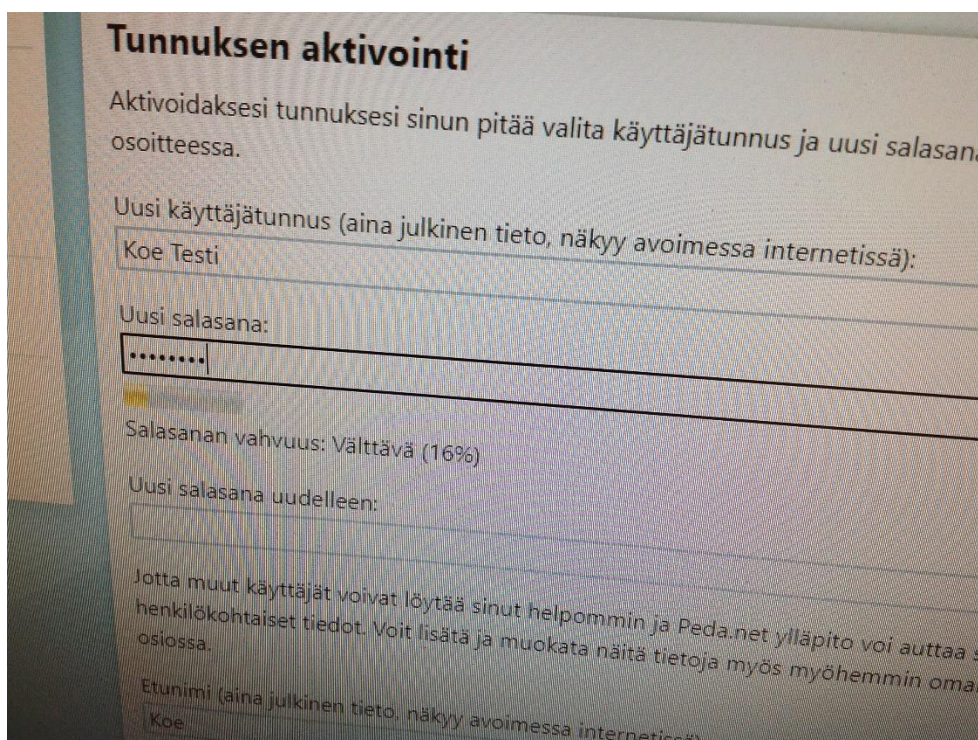 Tunnuksen aktivointi
Aktivoidaksesi tunnuksesi sinun pitää valita käyttäjätunnus ja uusi
osoitteessa.
Uusi käyttäjätunnus (aina julkinen tieto, näkyy avoimessa internetissä):
Koe Testi
Uusi salasana:
Salasanan vahvuus: Välttävä (16%)
Uusi salasana uudelleen:
Jotta muut käyttäjät voivat löytää sinut helpommin ja Peda.net ylläpito voi auttaa
henkilökohtaiset tiedot. Voit lisätä ja muokata näitä tietoja myös myöhemmin
osiossa.
Etunimi (aina julkinen tieto, näkyy avoimessa internetissä)
Koe